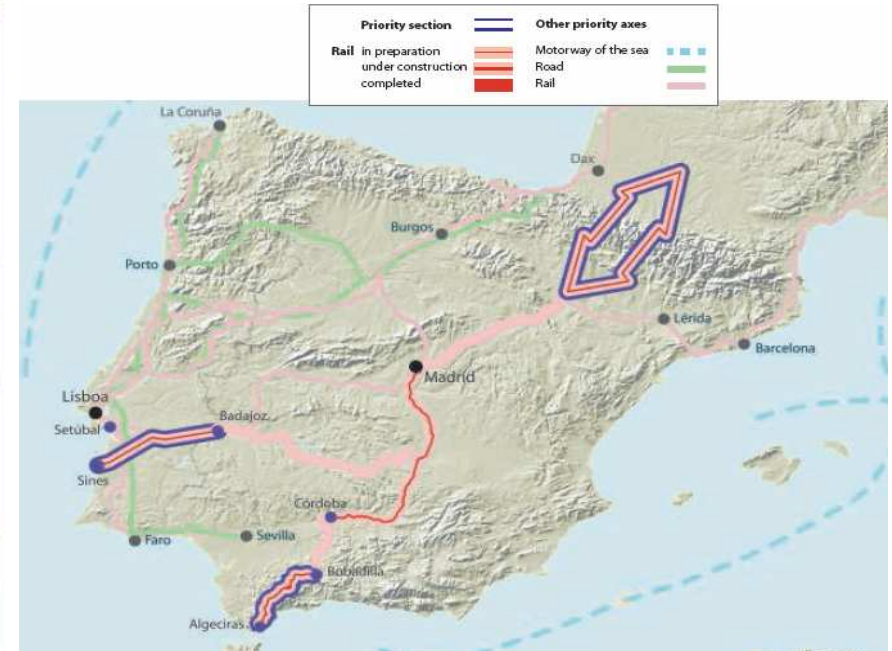 Priority section
Other priority axes
Rail in preparation
Motorway of the sea
under construction
Road
completed
Rail
La Coruña
Dax
Burgos
Porto
Lérida
Barcelona
Madrid
Lisboa
Badajoz
Setúbal
Sines
Córdoba
Sevilla
Faro
Bobadilla
Algeciras